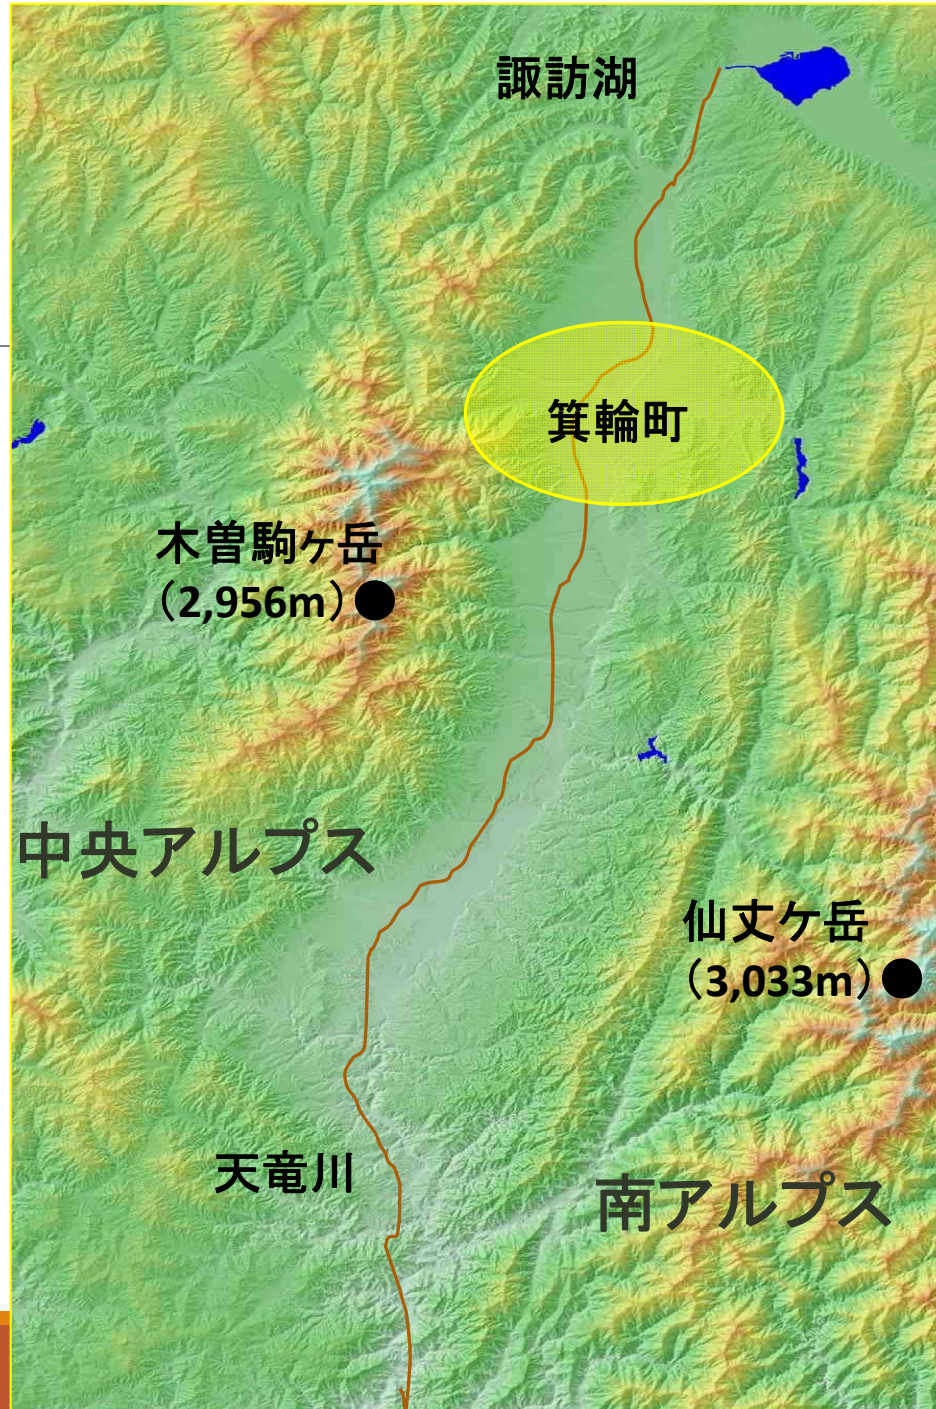 諏訪湖
箕輪町
木曽駒ヶ岳
（2,956m）
中央アルプス
仙丈ケ岳
（3,033m）
天竜川
南アルプス